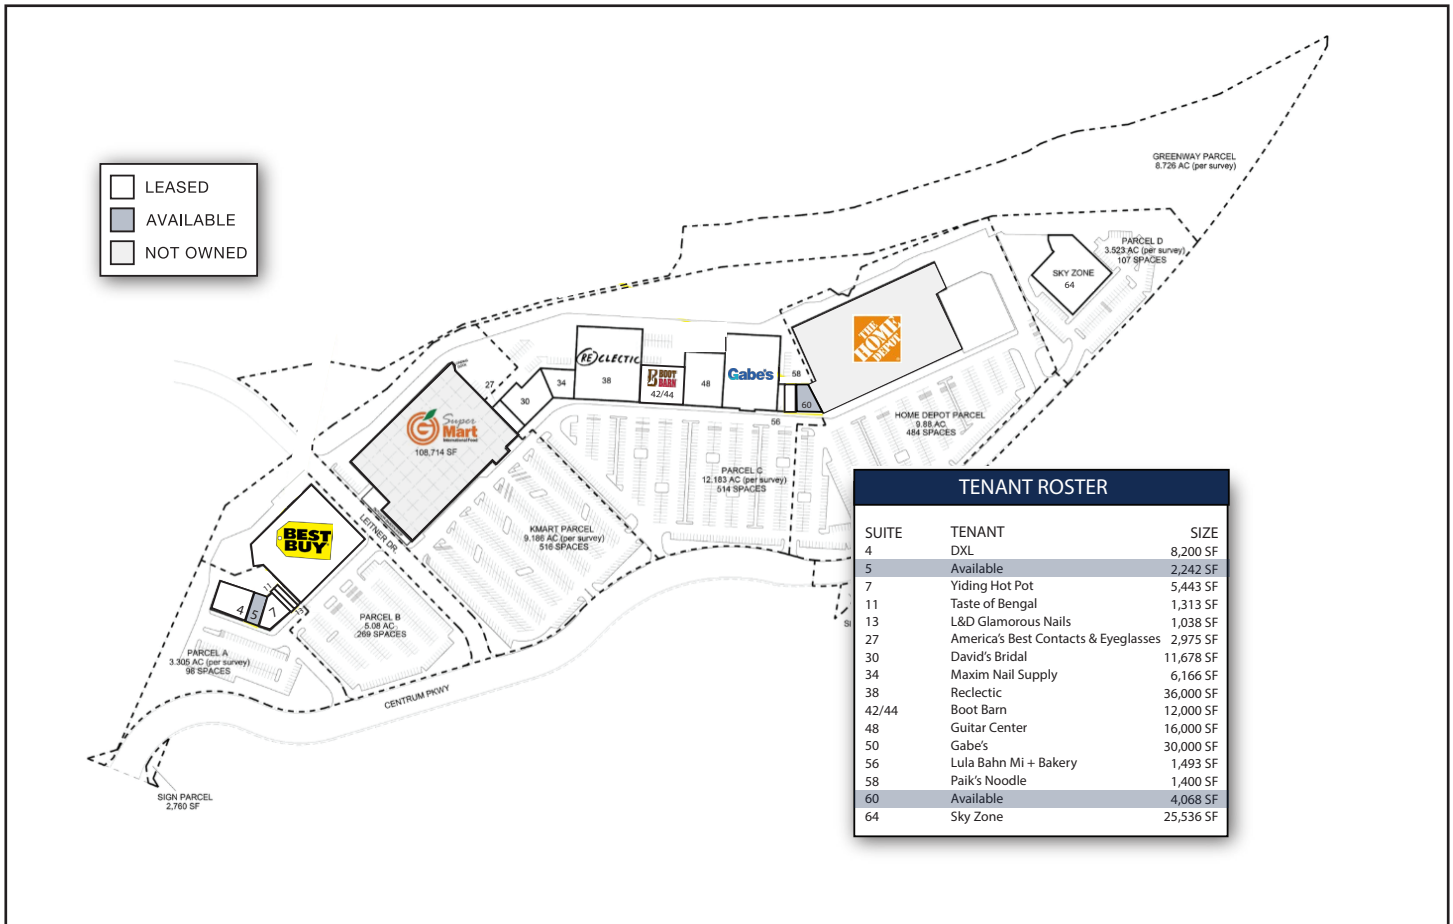 LEASED
AVAILABLE
NOT OWNED
GREENWAY PARCEL
8.726 AC (per survey)
PARCEL D
3.523 AC (per survey)
107 SPACES
SKY ZONE
64
THE
HOME
DEPOT
58
60
56
Gabe's
48
BOOT
BARN
42/44
(RE)CLECTIC
38
34
30
27
Super
G Mart
International Food
108,714 SF
HOME DEPOT PARCEL
9.88 AC.
484 SPACES
PARCEL C
12.183 AC (per survey)
514 SPACES
KMART PARCEL
9.186 AC (per survey)
516 SPACES
LEITNER DR.
BEST
BUY
11
13
4
5
7
PARCEL B
5.08 AC
269 SPACES
PARCEL A
3.305 AC (per survey)
98 SPACES
CENTRUM PKWY
SIGN PARCEL
2,760 SF
SI
TENANT ROSTER
SUITE TENANT SIZE
4 DXL 8,200 SF
5 Available 2,242 SF
7 Yiding Hot Pot 5,443 SF
11 Taste of Bengal 1,313 SF
13 L&D Glamorous Nails 1,038 SF
27 America's Best Contacts & Eyeglasses 2,975 SF
30 David's Bridal 11,678 SF
34 Maxim Nail Supply 6,166 SF
38 Reclectic 36,000 SF
42/44 Boot Barn 12,000 SF
48 Guitar Center 16,000 SF
50 Gabe's 30,000 SF
56 Lula Bahn Mi + Bakery 1,493 SF
58 Paik's Noodle 1,400 SF
60 Available 4,068 SF
64 Sky Zone 25,536 SF